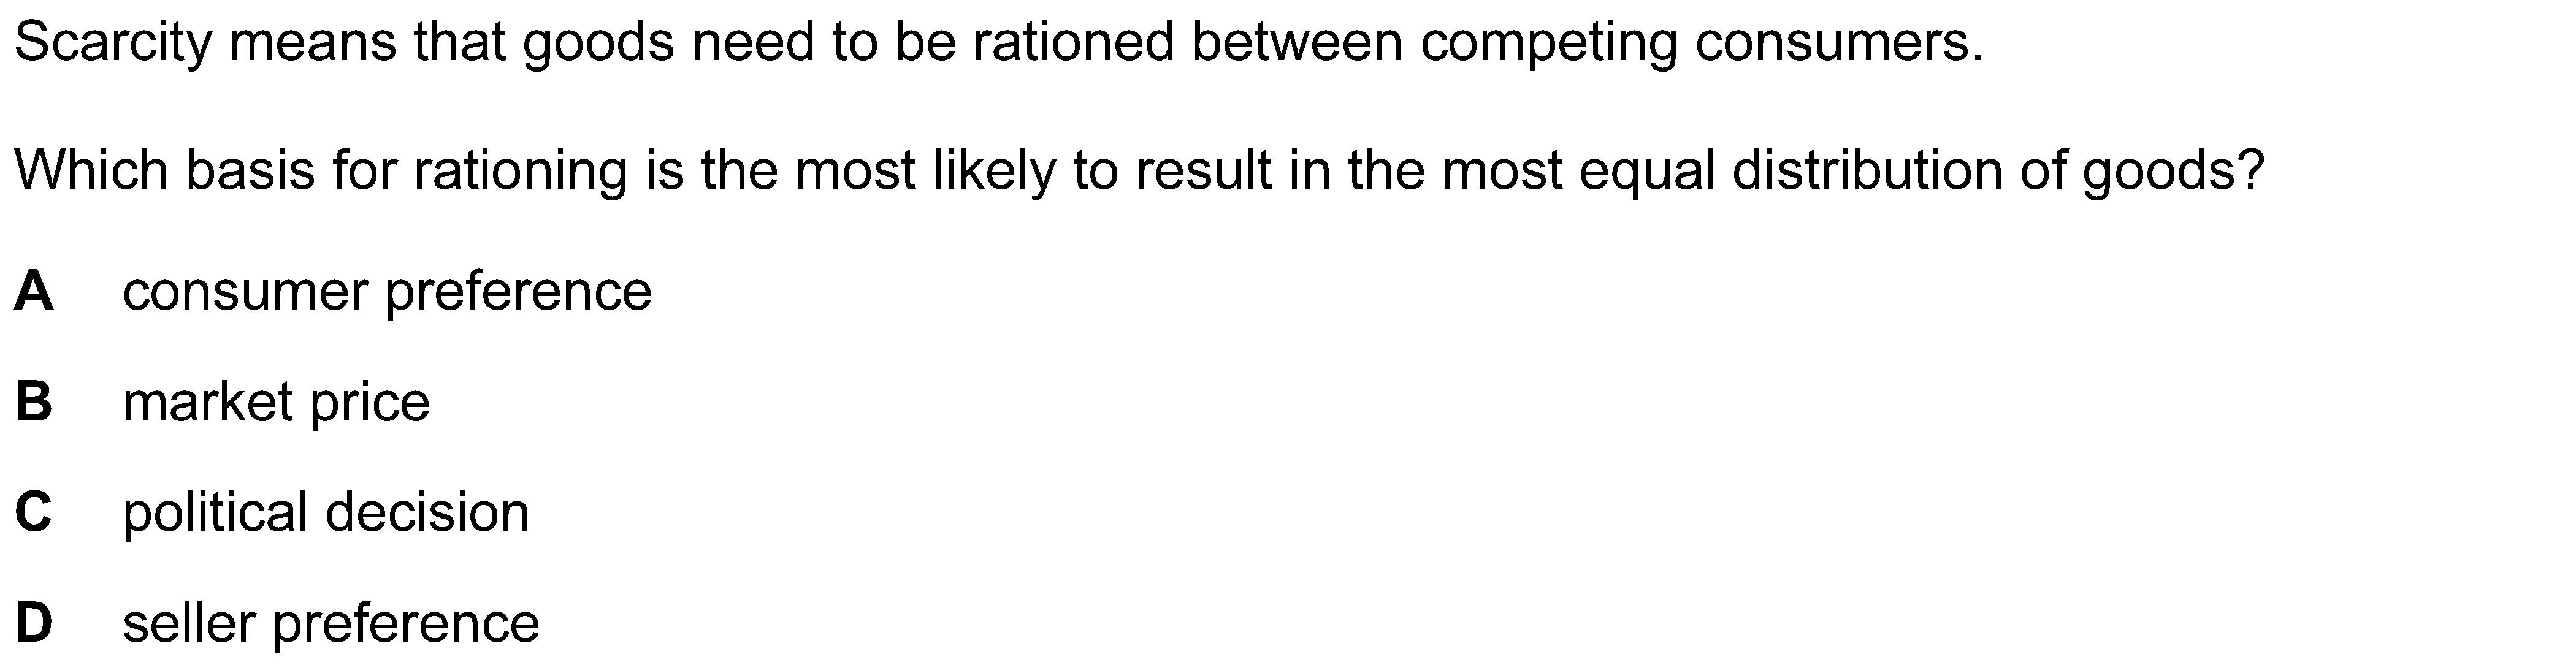 Scarcity means that goods need to be rationed between competing consumers.
Which basis for rationing is the most likely to result in the most equal distribution of goods?
A consumer preference
B market price
C political decision
D seller preference